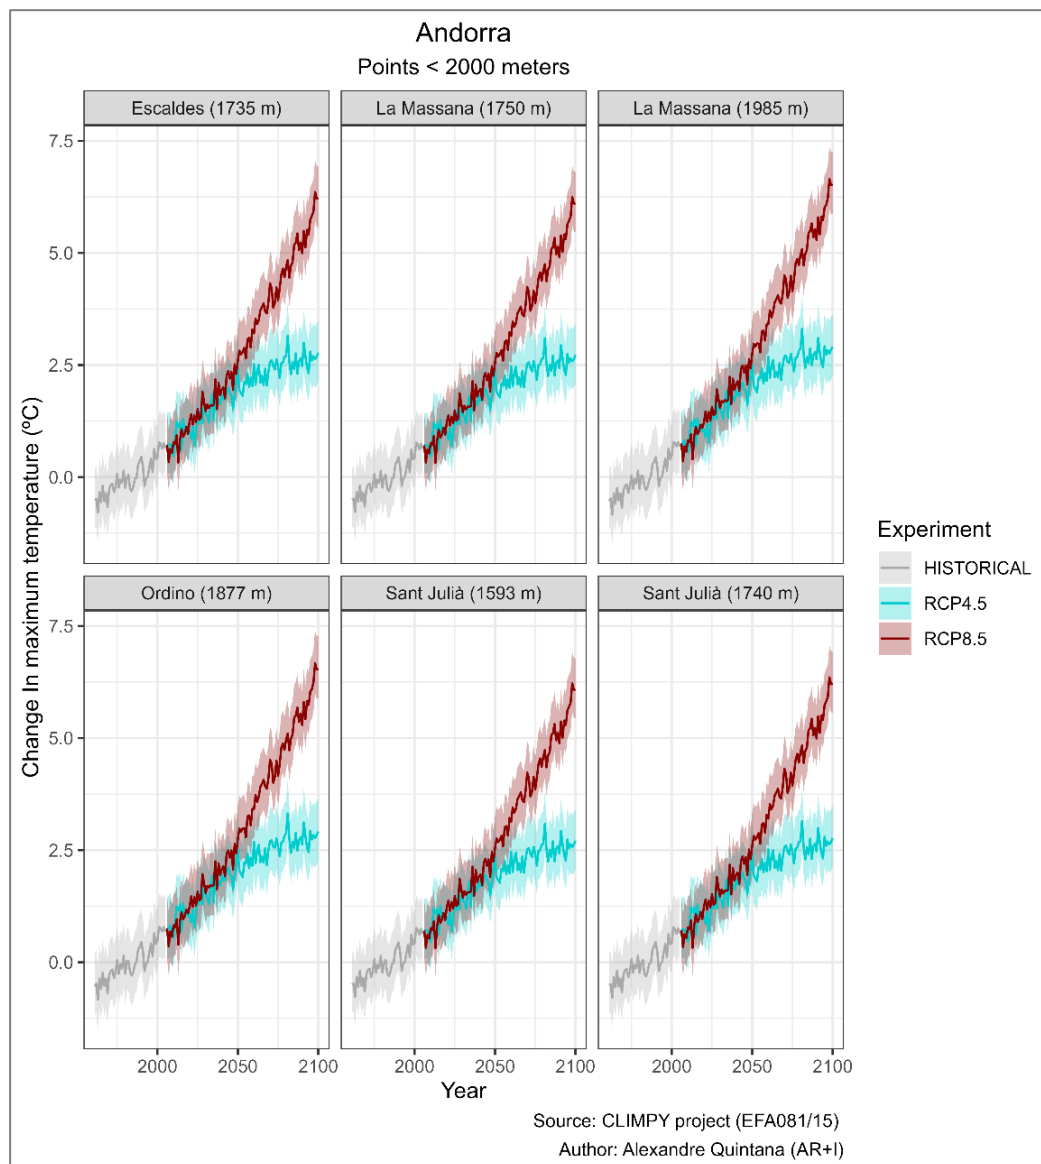 Andorra
Points < 2000 meters
Escaldes (1735 m)
La Massana (1750 m)
La Massana (1985 m)
7.5
5.0
2.5
0.0
Ordino (1877 m)
Sant Julià (1593 m)
Sant Julià (1740 m)
7.5
5.0
2.5
0.0
2000
2050
2100
2000
2050
2100
2000
2050
2100
Change In maximum temperature (ºC)
Year
Experiment
HISTORICAL
RCP4.5
RCP8.5
Source: CLIMPY project (EFA081/15)
Author: Alexandre Quintana (AR+I)